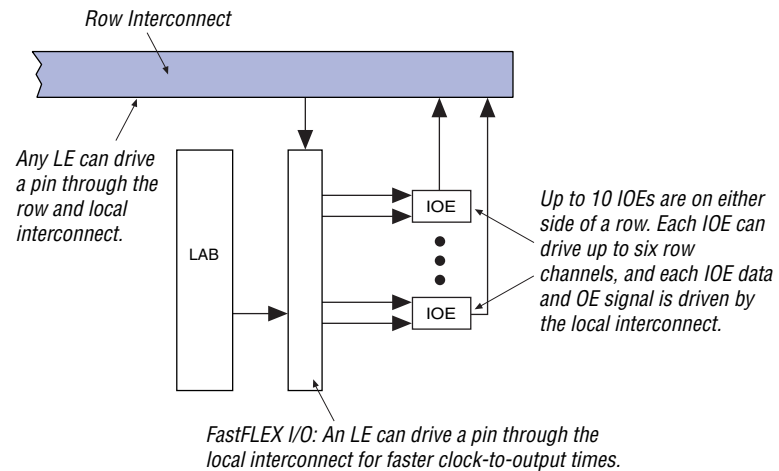 Row Interconnect
Any LE can drive
a pin through the
row and local
interconnect.
LAB
IOE
IOE
Up to 10 IOEs are on either
side of a row. Each IOE can
drive up to six row
channels, and each IOE data
and OE signal is driven by
the local interconnect.
FastFLEX I/O: An LE can drive a pin through the
local interconnect for faster clock-to-output times.